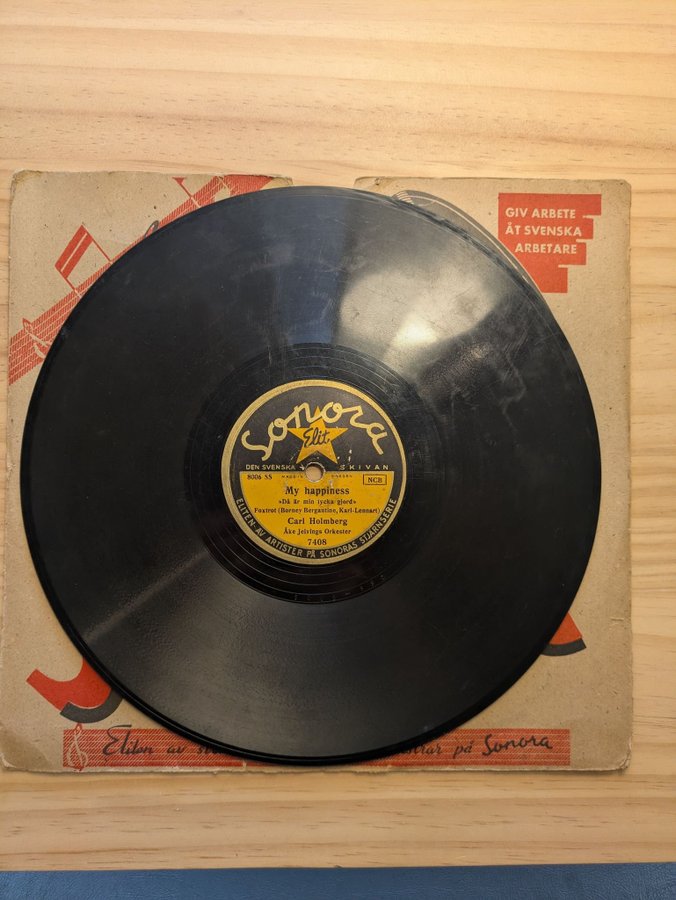 GIV ARBETE
ÅT SVENSKA
ARBETARE
Sonora
Elit
DEN SVENSKA SKIVAN
8006 SS
NCB
My happiness
»Då är min lycka gjord»
Foxtrot (Borney Bergantine, Karl-Lennart)
Carl Holmberg
Åke Jelvings Orkester
7408
ELITEN AV ARTISTER PÅ SONORAS STJÄRNSERIE
Eliten av
på Sonora